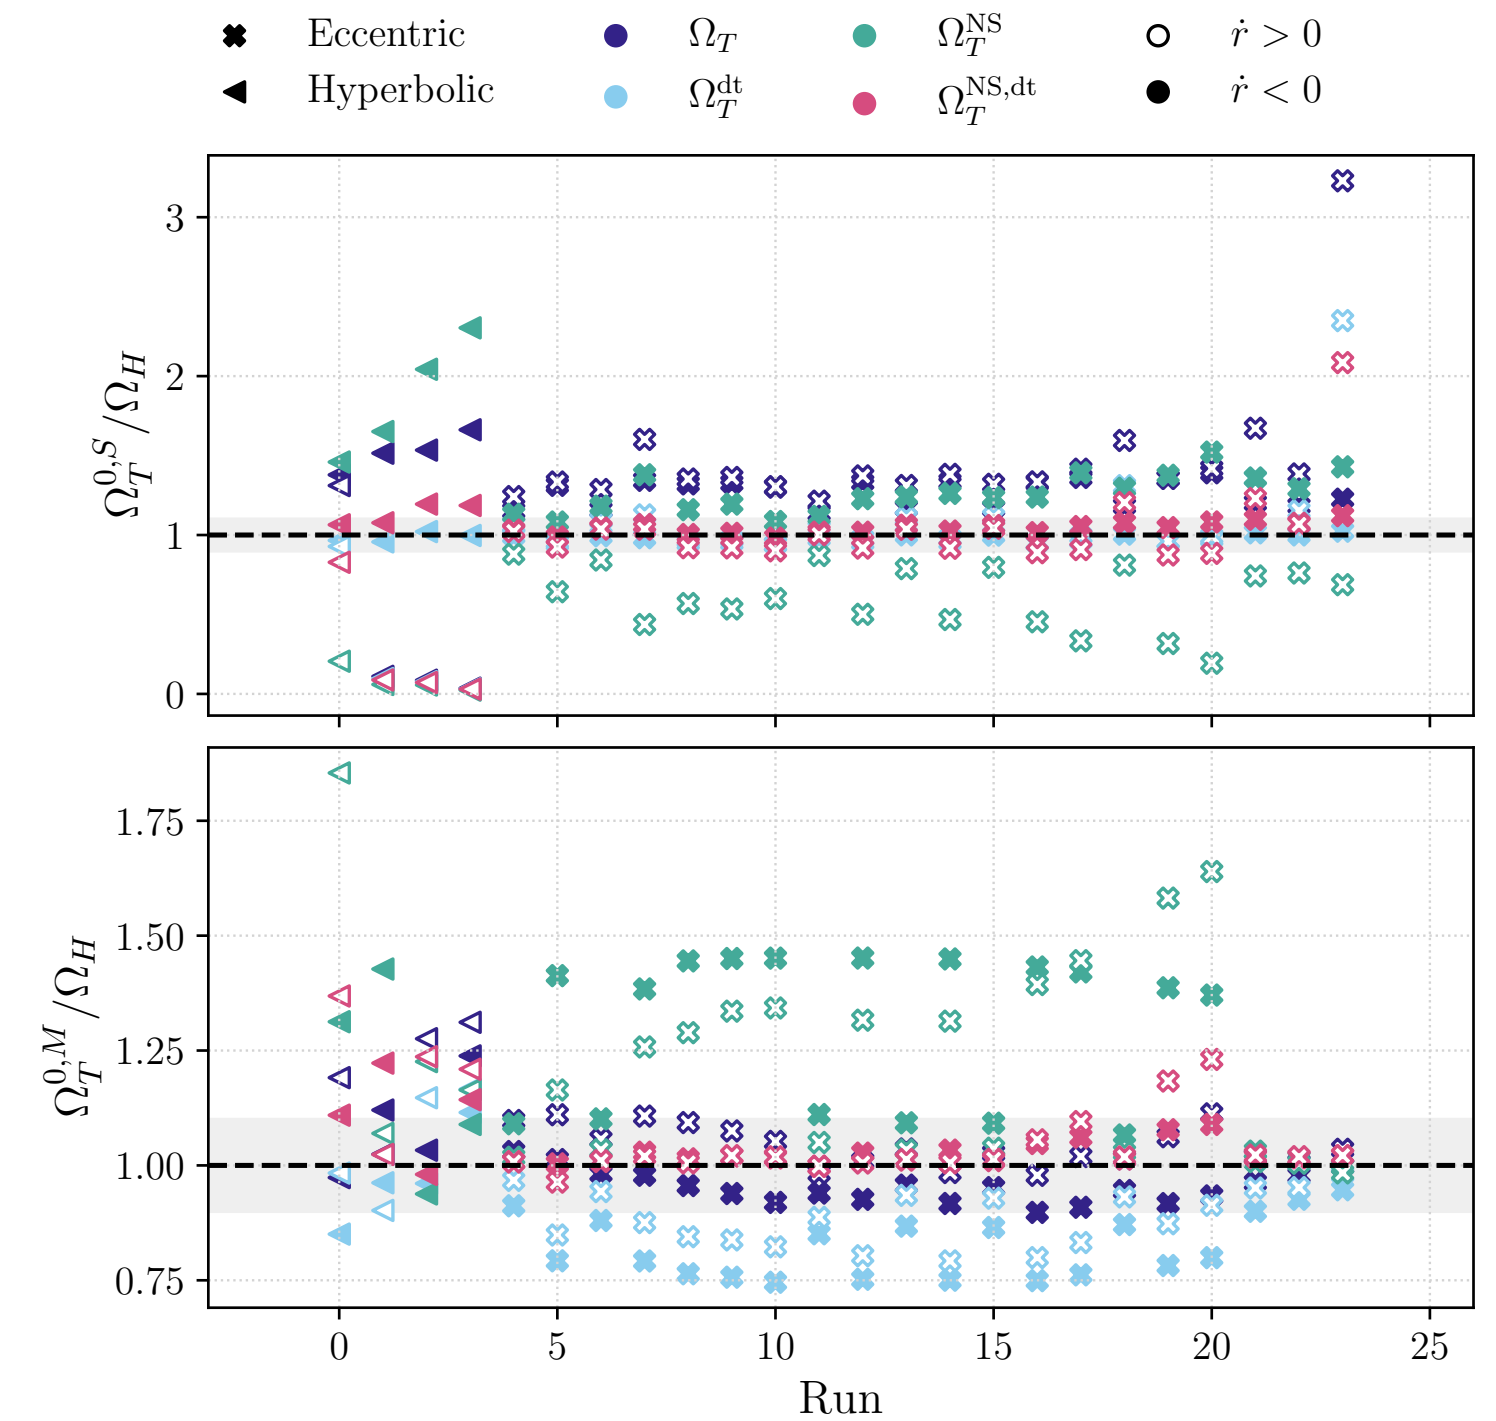 Eccentric Ω_T Ω_T^NS ṙ > 0
Hyperbolic Ω_T^dt Ω_T^NS,dt ṙ < 0
Ω_T^0,S/Ω_H
3
2
1
0
Ω_T^0,M/Ω_H
1.75
1.50
1.25
1.00
0.75
0 5 10 15 20 25
Run